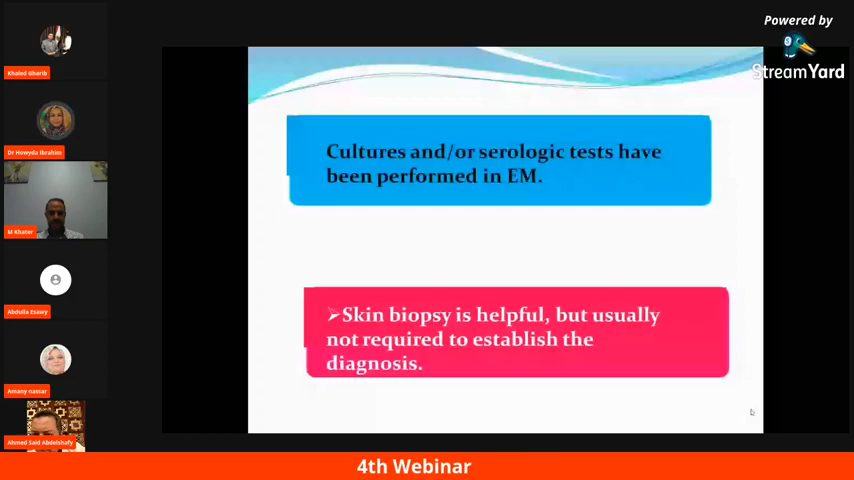 Powered by
StreamYard
Khaled Gharib
Dr Howyda Ibrahim
M Khater
Abdulla Esawy
Amany nassar
Ahmed Said Abdelshafy
Cultures and/or serologic tests have
been performed in EM.
➢Skin biopsy is helpful, but usually
not required to establish the
diagnosis.
4th Webinar